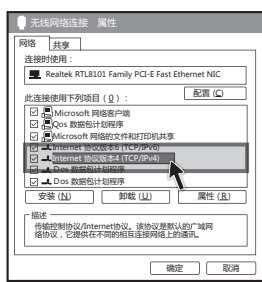 无线网络连接 属性
网络 共享
连接时使用：
Realtek RTL8101 Family PCI-E Fast Ethernet NIC
配置 (C)
此连接使用下列项目 (O)：
Microsoft 网络客户端
Qos 数据包计划程序
Microsoft 网络的文件和打印机共享
Internet 协议版本6 (TCP/IPv6)
Internet 协议版本4 (TCP/IPv4)
Dos 数据包计划程序
Dos 数据包计划程序
安装 (N) 卸载 (U) 属性 (R)
描述
传输控制协议/Internet协议。该协议是默认的广域网
络协议，它提供在不同的相互连接网络上的通讯。
确定 取消